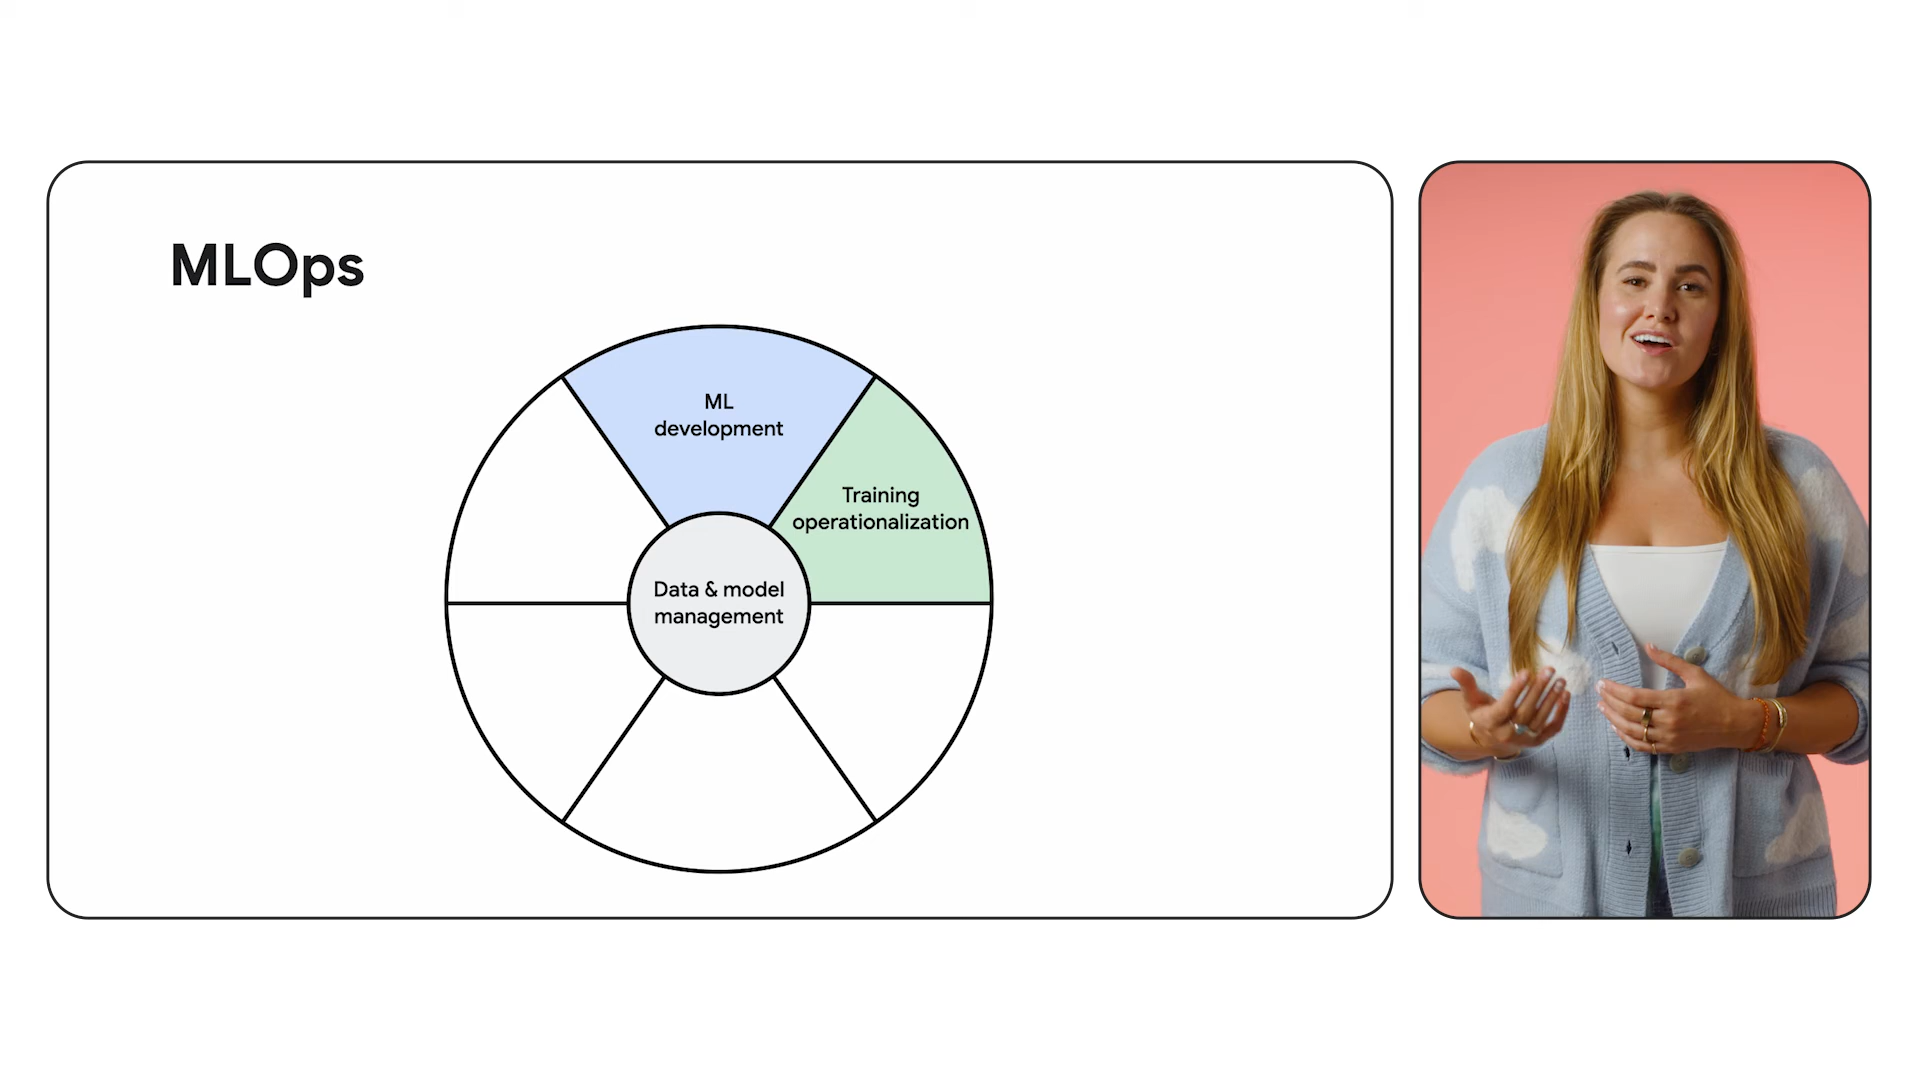 MLOps
ML
development
Training
operationalization
Data & model
management